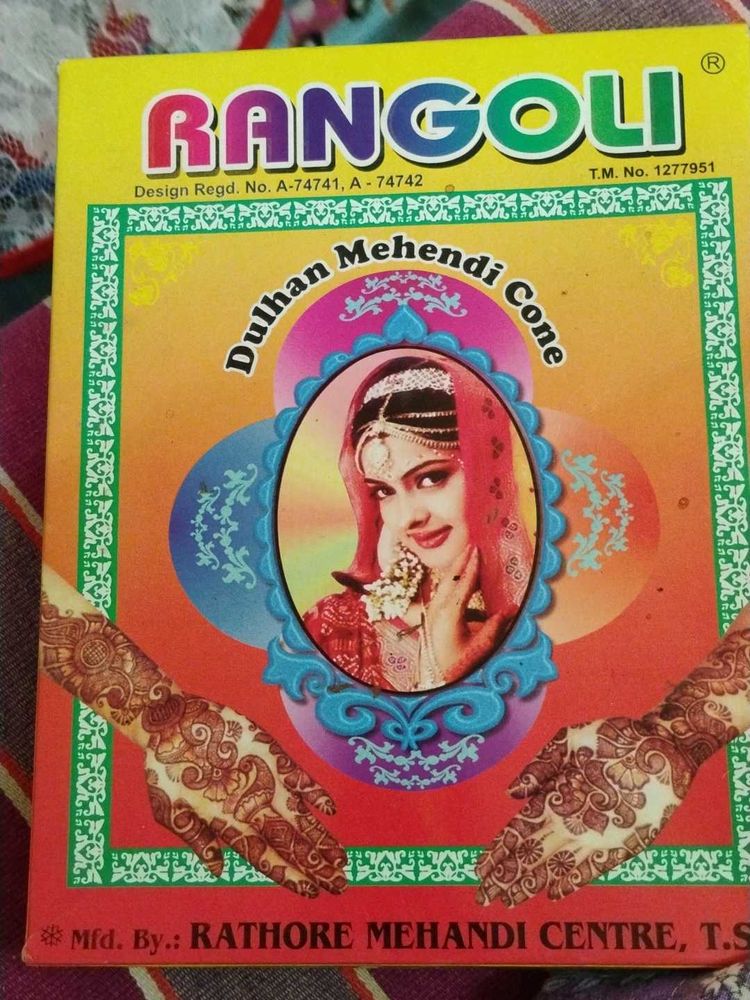 RANGOLI ®
Design Regd. No. A-74741, A - 74742
T.M. No. 1277951
Dulhan Mehendi Cone
Mfd. By.: RATHORE MEHANDI CENTRE, T.S